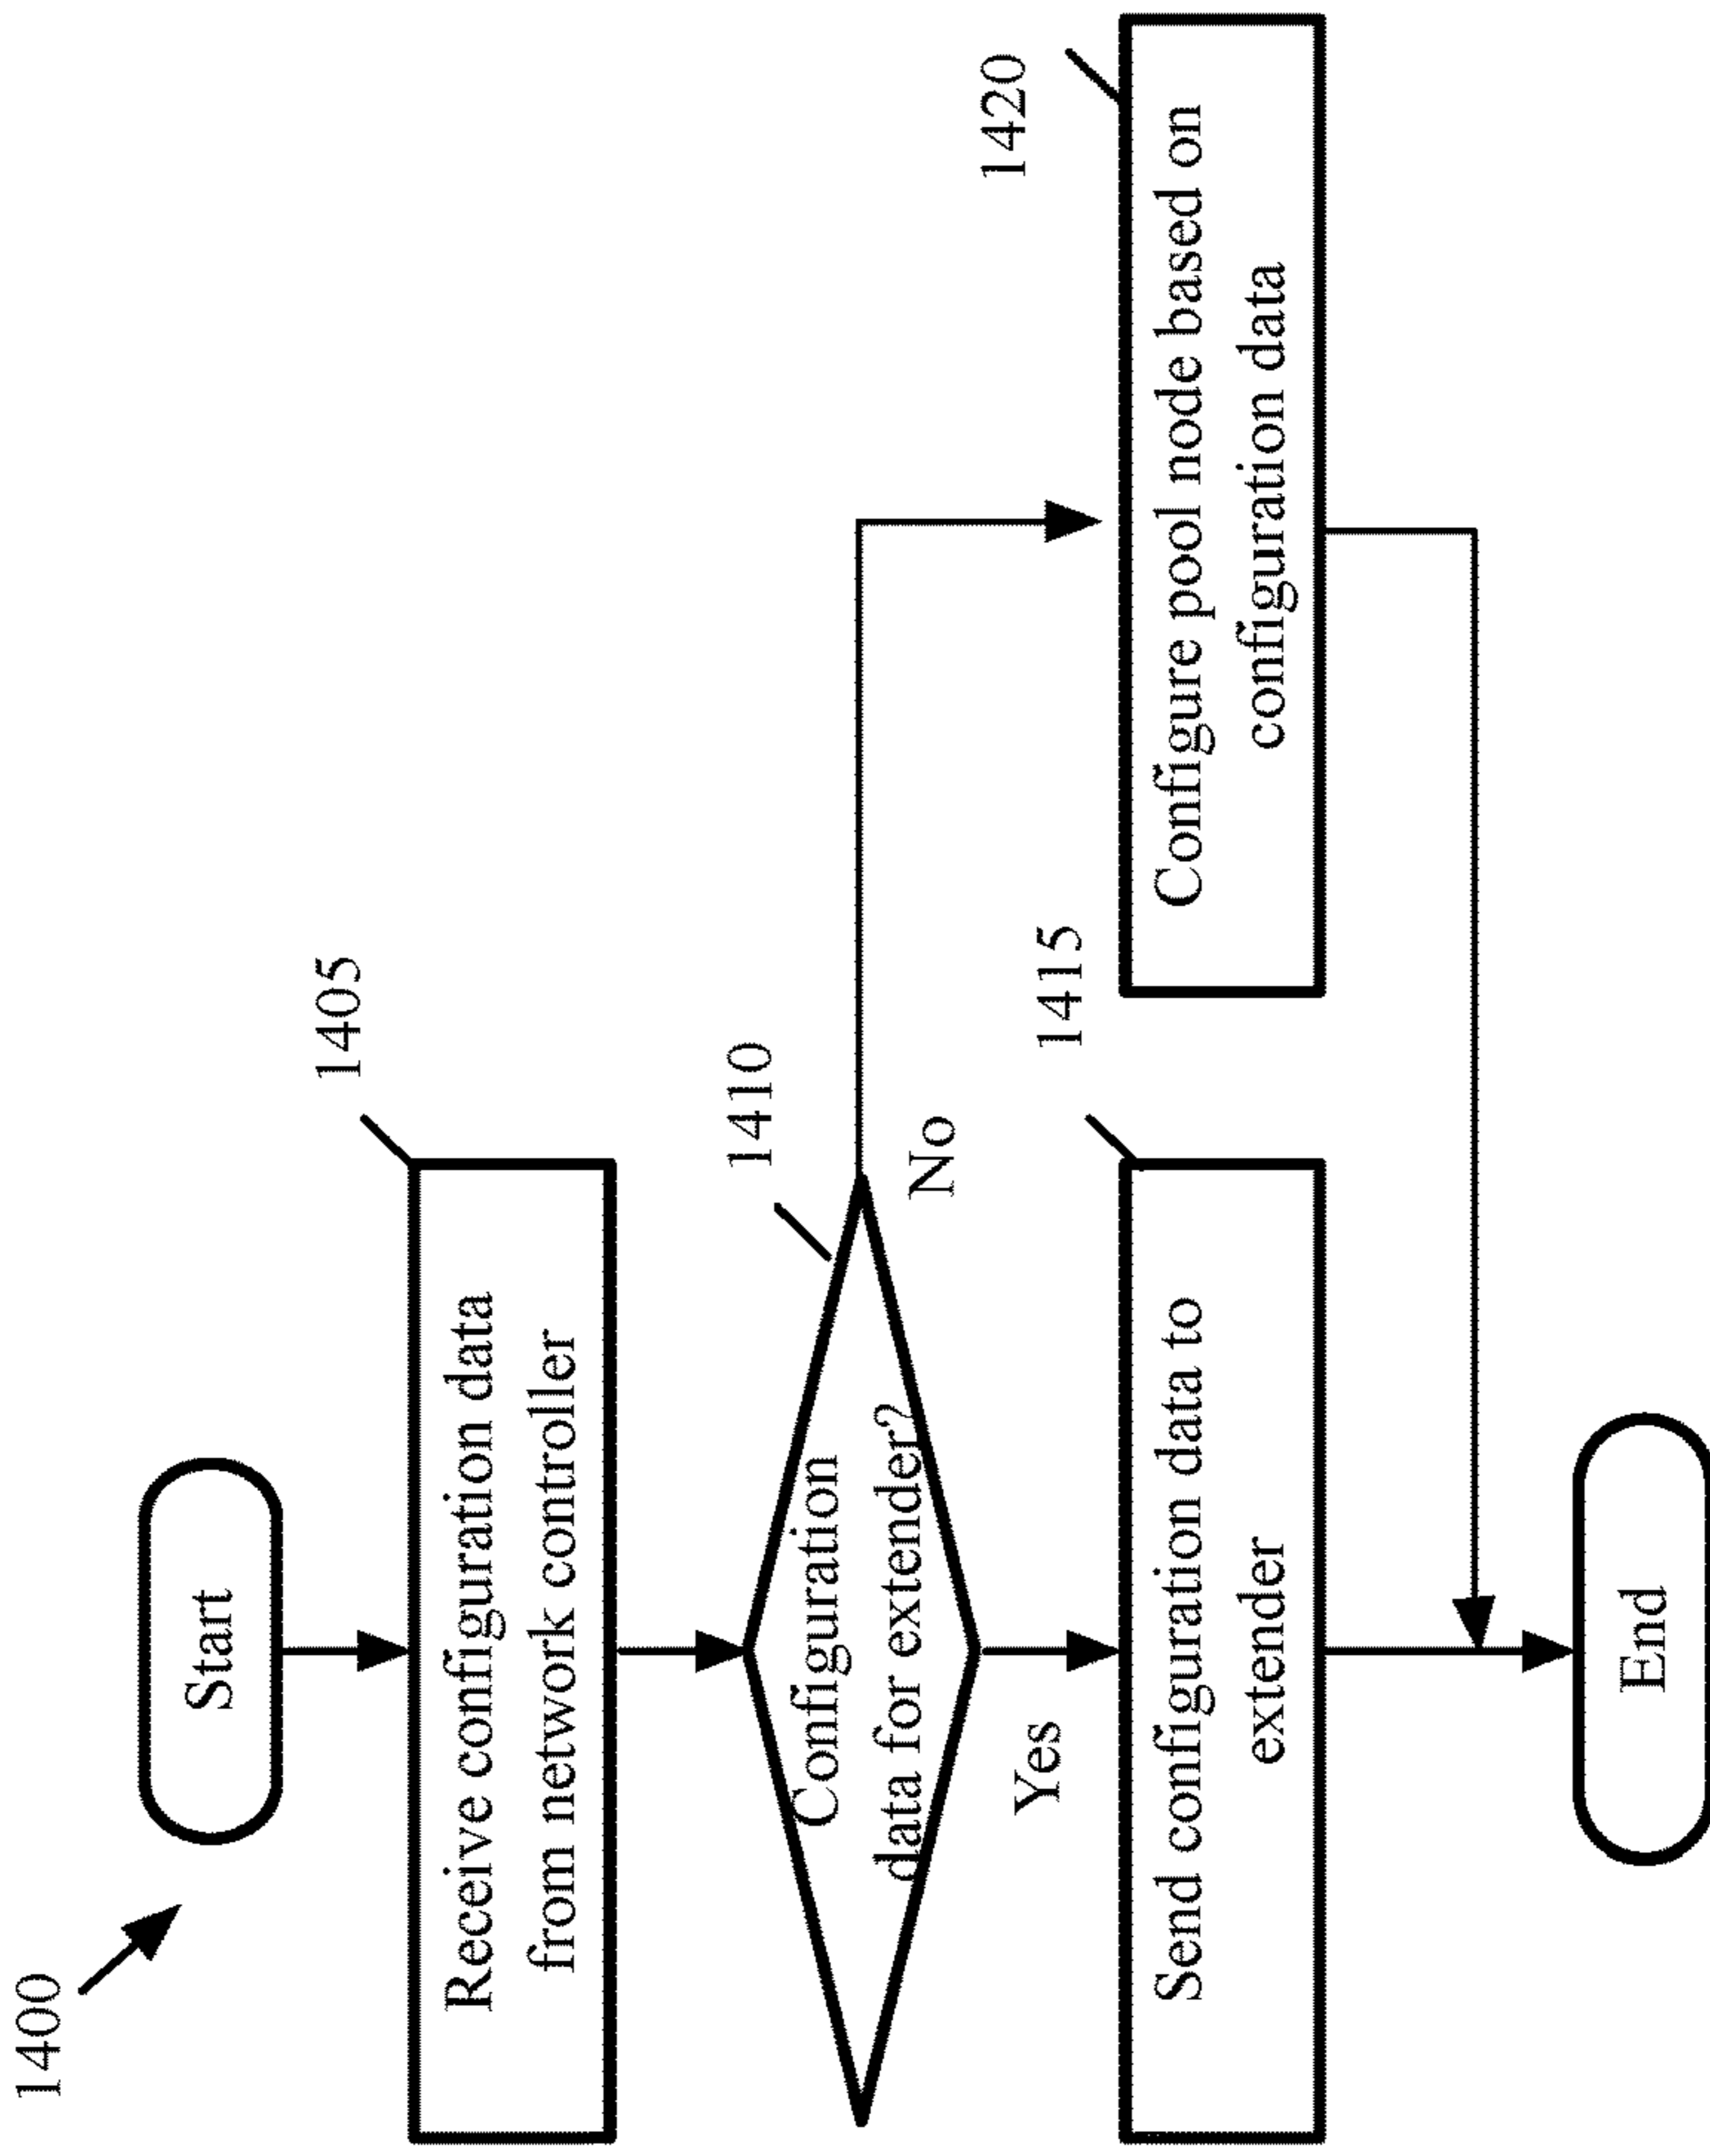 1400
Start
1405
Receive configuration data
from network controller
1410
Configuration
data for extender?
No
Yes
1415
Send configuration data to
extender
1420
Configure pool node based on
configuration data
End